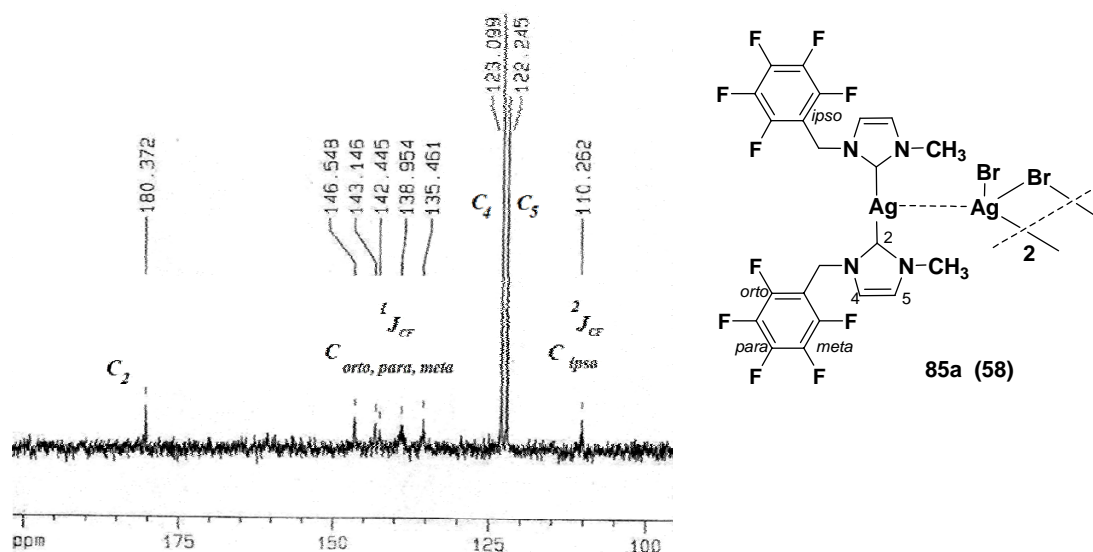 180.372
146.548
143.146
142.445
138.954
135.461
123.099
122.245
110.262
C2
1JCF
C orto, para, meta
C4
C5
2JCF
C ipso
ppm
175
150
125
100
F
F
F
F
F
ipso
N
N
CH3
Br
Br
Ag
Ag
2
2
N
N
CH3
F
orto
4
5
F
F
para
meta
F
F
85a (58)